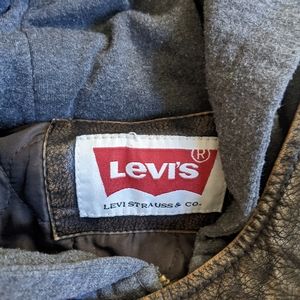 LEVI'S ®
LEVI STRAUSS & CO.